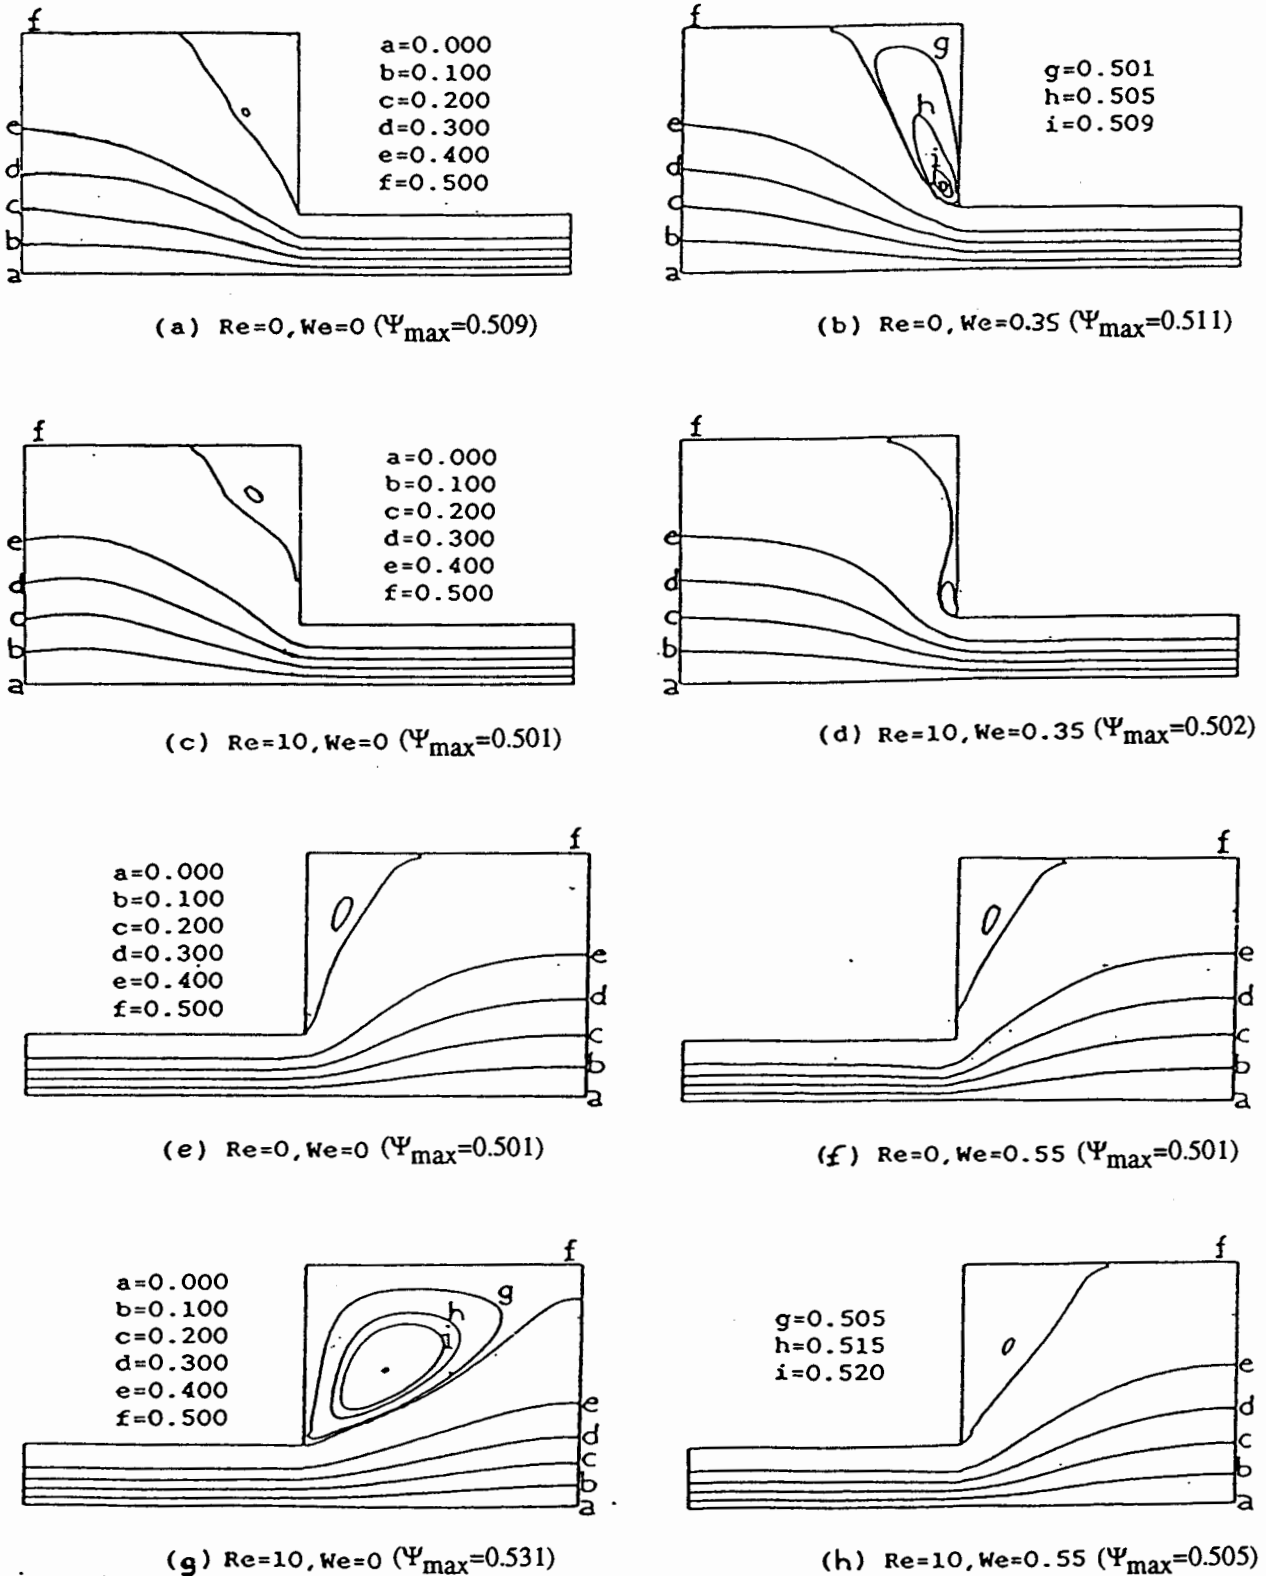 f
a=0.000
b=0.100
c=0.200
d=0.300
e=0.400
f=0.500
e
d
c
b
a
(a) Re=0,We=0 (Ψmax=0.509)
f
g
h
i
g=0.501
h=0.505
i=0.509
e
d
c
b
a
(b) Re=0,We=0.35 (Ψmax=0.511)
f
a=0.000
b=0.100
c=0.200
d=0.300
e=0.400
f=0.500
e
d
c
b
a
(c) Re=10,We=0 (Ψmax=0.501)
f
e
d
c
b
a
(d) Re=10,We=0.35 (Ψmax=0.502)
f
a=0.000
b=0.100
c=0.200
d=0.300
e=0.400
f=0.500
e
d
c
b
a
(e) Re=0,We=0 (Ψmax=0.501)
f
e
d
c
b
a
(f) Re=0,We=0.55 (Ψmax=0.501)
f
a=0.000
b=0.100
c=0.200
d=0.300
e=0.400
f=0.500
g
h
i
e
d
c
b
a
(g) Re=10,We=0 (Ψmax=0.531)
f
g=0.505
h=0.515
i=0.520
e
d
c
b
a
(h) Re=10,We=0.55 (Ψmax=0.505)